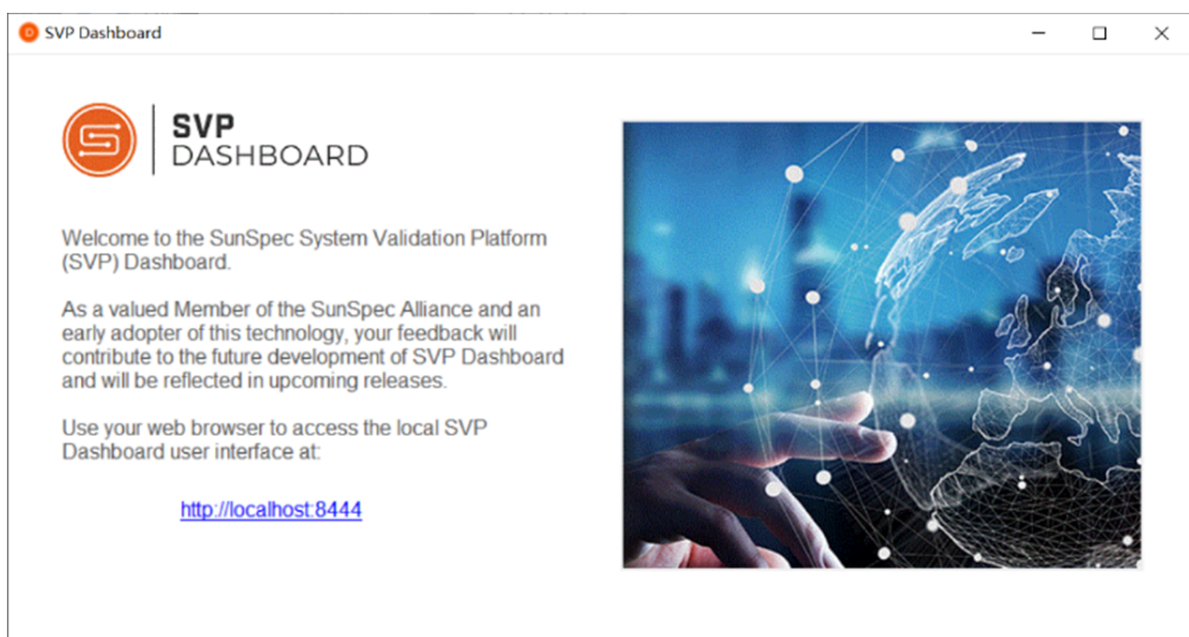 SVP Dashboard
SVP
DASHBOARD
Welcome to the SunSpec System Validation Platform
(SVP) Dashboard.
As a valued Member of the SunSpec Alliance and an
early adopter of this technology, your feedback will
contribute to the future development of SVP Dashboard
and will be reflected in upcoming releases.
Use your web browser to access the local SVP
Dashboard user interface at:
http://localhost:8444